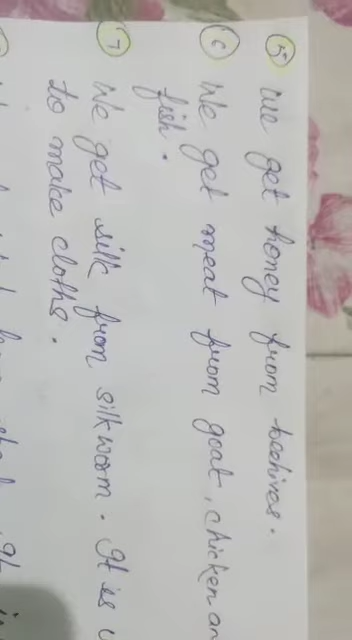 (5) We get honey from beehives.
(6) We get meat from goat, chicken an
fish.
(7) We get silk from silkworm. It is u
to make cloths.